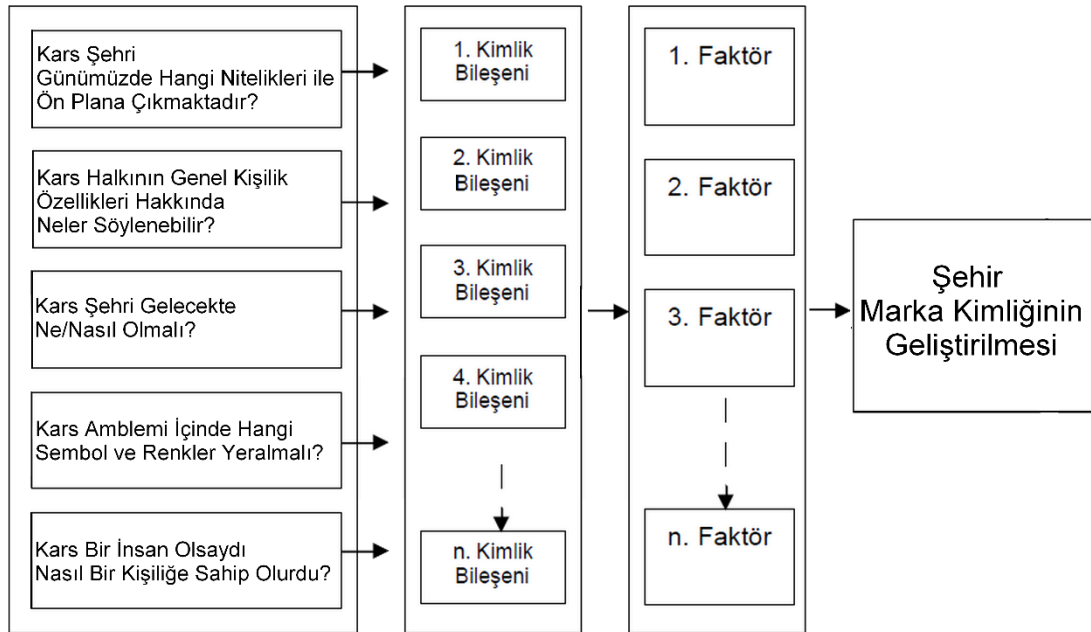 Kars Şehri
Günümüzde Hangi Nitelikleri ile
Ön Plana Çıkmaktadır?
Kars Halkının Genel Kişilik
Özellikleri Hakkında
Neler Söylenebilir?
Kars Şehri Gelecekte
Ne/Nasıl Olmalı?
Kars Amblemi İçinde Hangi
Sembol ve Renkler Yeralmalı?
Kars Bir İnsan Olsaydı
Nasıl Bir Kişiliğe Sahip Olurdu?
1. Kimlik
Bileşeni
2. Kimlik
Bileşeni
3. Kimlik
Bileşeni
4. Kimlik
Bileşeni
n. Kimlik
Bileşeni
1. Faktör
2. Faktör
3. Faktör
n. Faktör
Şehir
Marka Kimliğinin
Geliştirilmesi